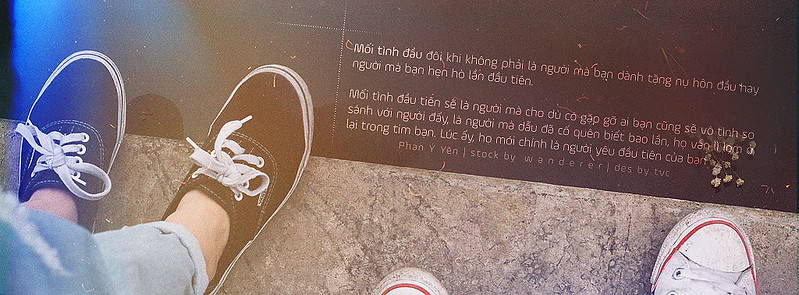 Mối tình đầu đôi khi không phải là người mà bạn dành tặng nụ hôn đầu hay
người mà bạn hẹn hò lần đầu tiên.
Mối tình đầu tiên sẽ là người mà cho dù có gặp gỡ ai bạn cũng sẽ vô tình so
sánh với người đấy, là người mà dẫu đã cố quên biết bao lần, họ vẫn ở
lại trong tim bạn. Lúc ấy, họ mới chính là người yêu đầu tiên của bạn
Phan Ý Yên | stock by wanderer | des by tvc